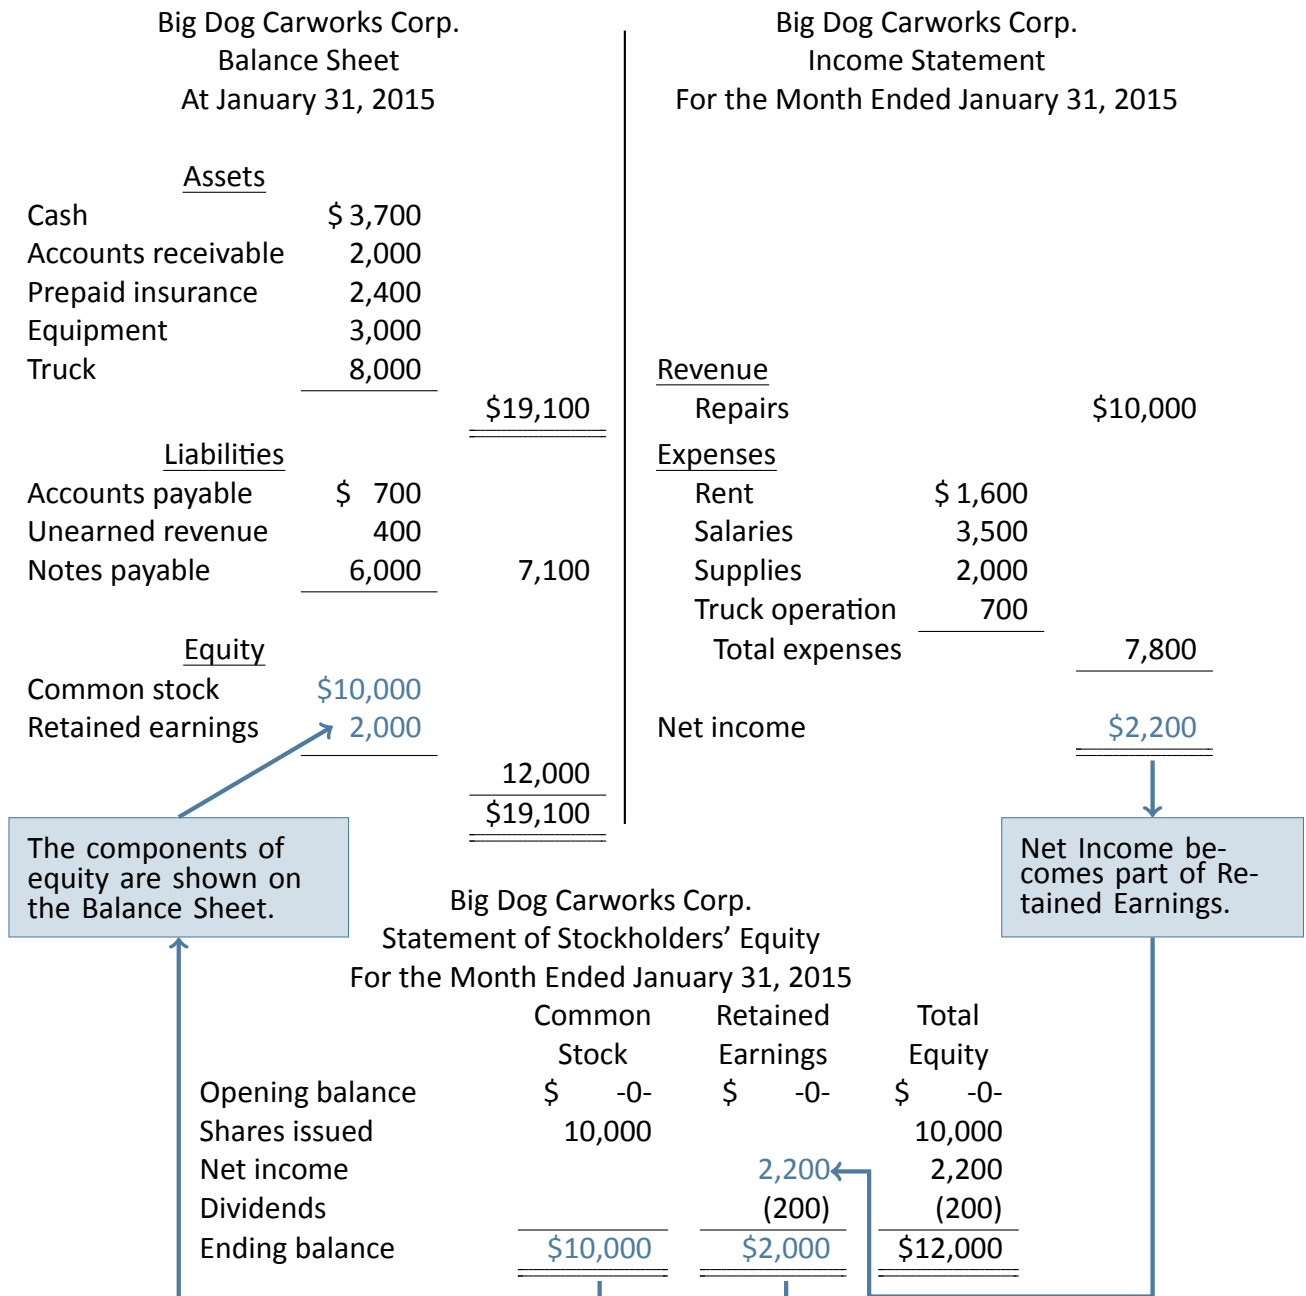 Big Dog Carworks Corp.
Balance Sheet
At January 31, 2015
Assets
Cash $ 3,700
Accounts receivable 2,000
Prepaid insurance 2,400
Equipment 3,000
Truck 8,000
$19,100
Liabilities
Accounts payable $ 700
Unearned revenue 400
Notes payable 6,000 7,100
Equity
Common stock $10,000
Retained earnings 2,000
12,000
$19,100
The components of
equity are shown on
the Balance Sheet.
Big Dog Carworks Corp.
Income Statement
For the Month Ended January 31, 2015
Revenue
Repairs $10,000
Expenses
Rent $ 1,600
Salaries 3,500
Supplies 2,000
Truck operation 700
Total expenses 7,800
Net income $2,200
Net Income be-
comes part of Re-
tained Earnings.
Big Dog Carworks Corp.
Statement of Stockholders’ Equity
For the Month Ended January 31, 2015
Common Retained Total
Stock Earnings Equity
Opening balance $ -0- $ -0- $ -0-
Shares issued 10,000 10,000
Net income 2,200 2,200
Dividends (200) (200)
Ending balance $10,000 $2,000 $12,000